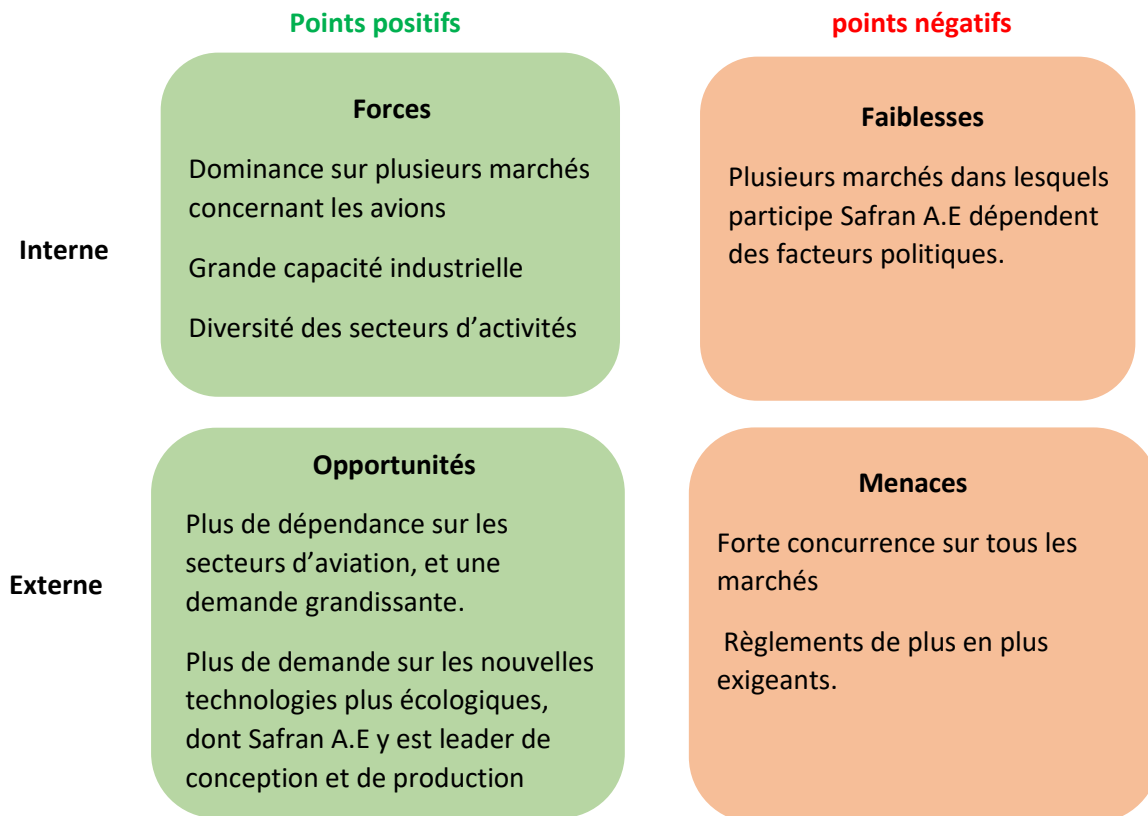 Points positifs
points négatifs
Interne
Forces
Dominance sur plusieurs marchés
concernant les avions
Grande capacité industrielle
Diversité des secteurs d’activités
Faiblesses
Plusieurs marchés dans lesquels
participe Safran A.E dépendent
des facteurs politiques.
Externe
Opportunités
Plus de dépendance sur les
secteurs d’aviation, et une
demande grandissante.
Plus de demande sur les nouvelles
technologies plus écologiques,
dont Safran A.E y est leader de
conception et de production
Menaces
Forte concurrence sur tous les
marchés
Règlements de plus en plus
exigeants.